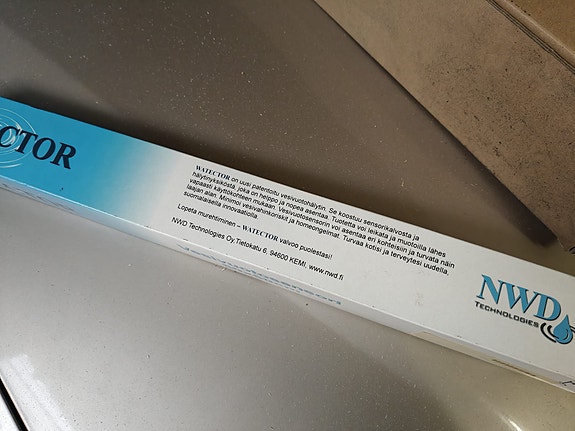 CTOR
WATECTOR on uusi patentoitu vesivuotohälytin. Se koostuu sensorikalvosta ja
hälytinyksiköstä, joka on helppo ja nopea asentaa. Tuotetta voi leikata ja muotoilla lähes
vapaasti käyttökohteen mukaan. Vesivuotosensorin voi asentaa eri kohteisiin ja turvata näin
laajan alan. Minimoi vesivahinkoriskit ja homeongelmat. Turvaa kotisi ja terveytesi uudella,
suomalaisella innovaatiolla
Lopeta murehtiminen – WATECTOR valvoo puolestasi!
NWD Technologies Oy,Tietokatu 6, 94600 KEMI, www.nwd.fi
NWD
TECHNOLOGIES